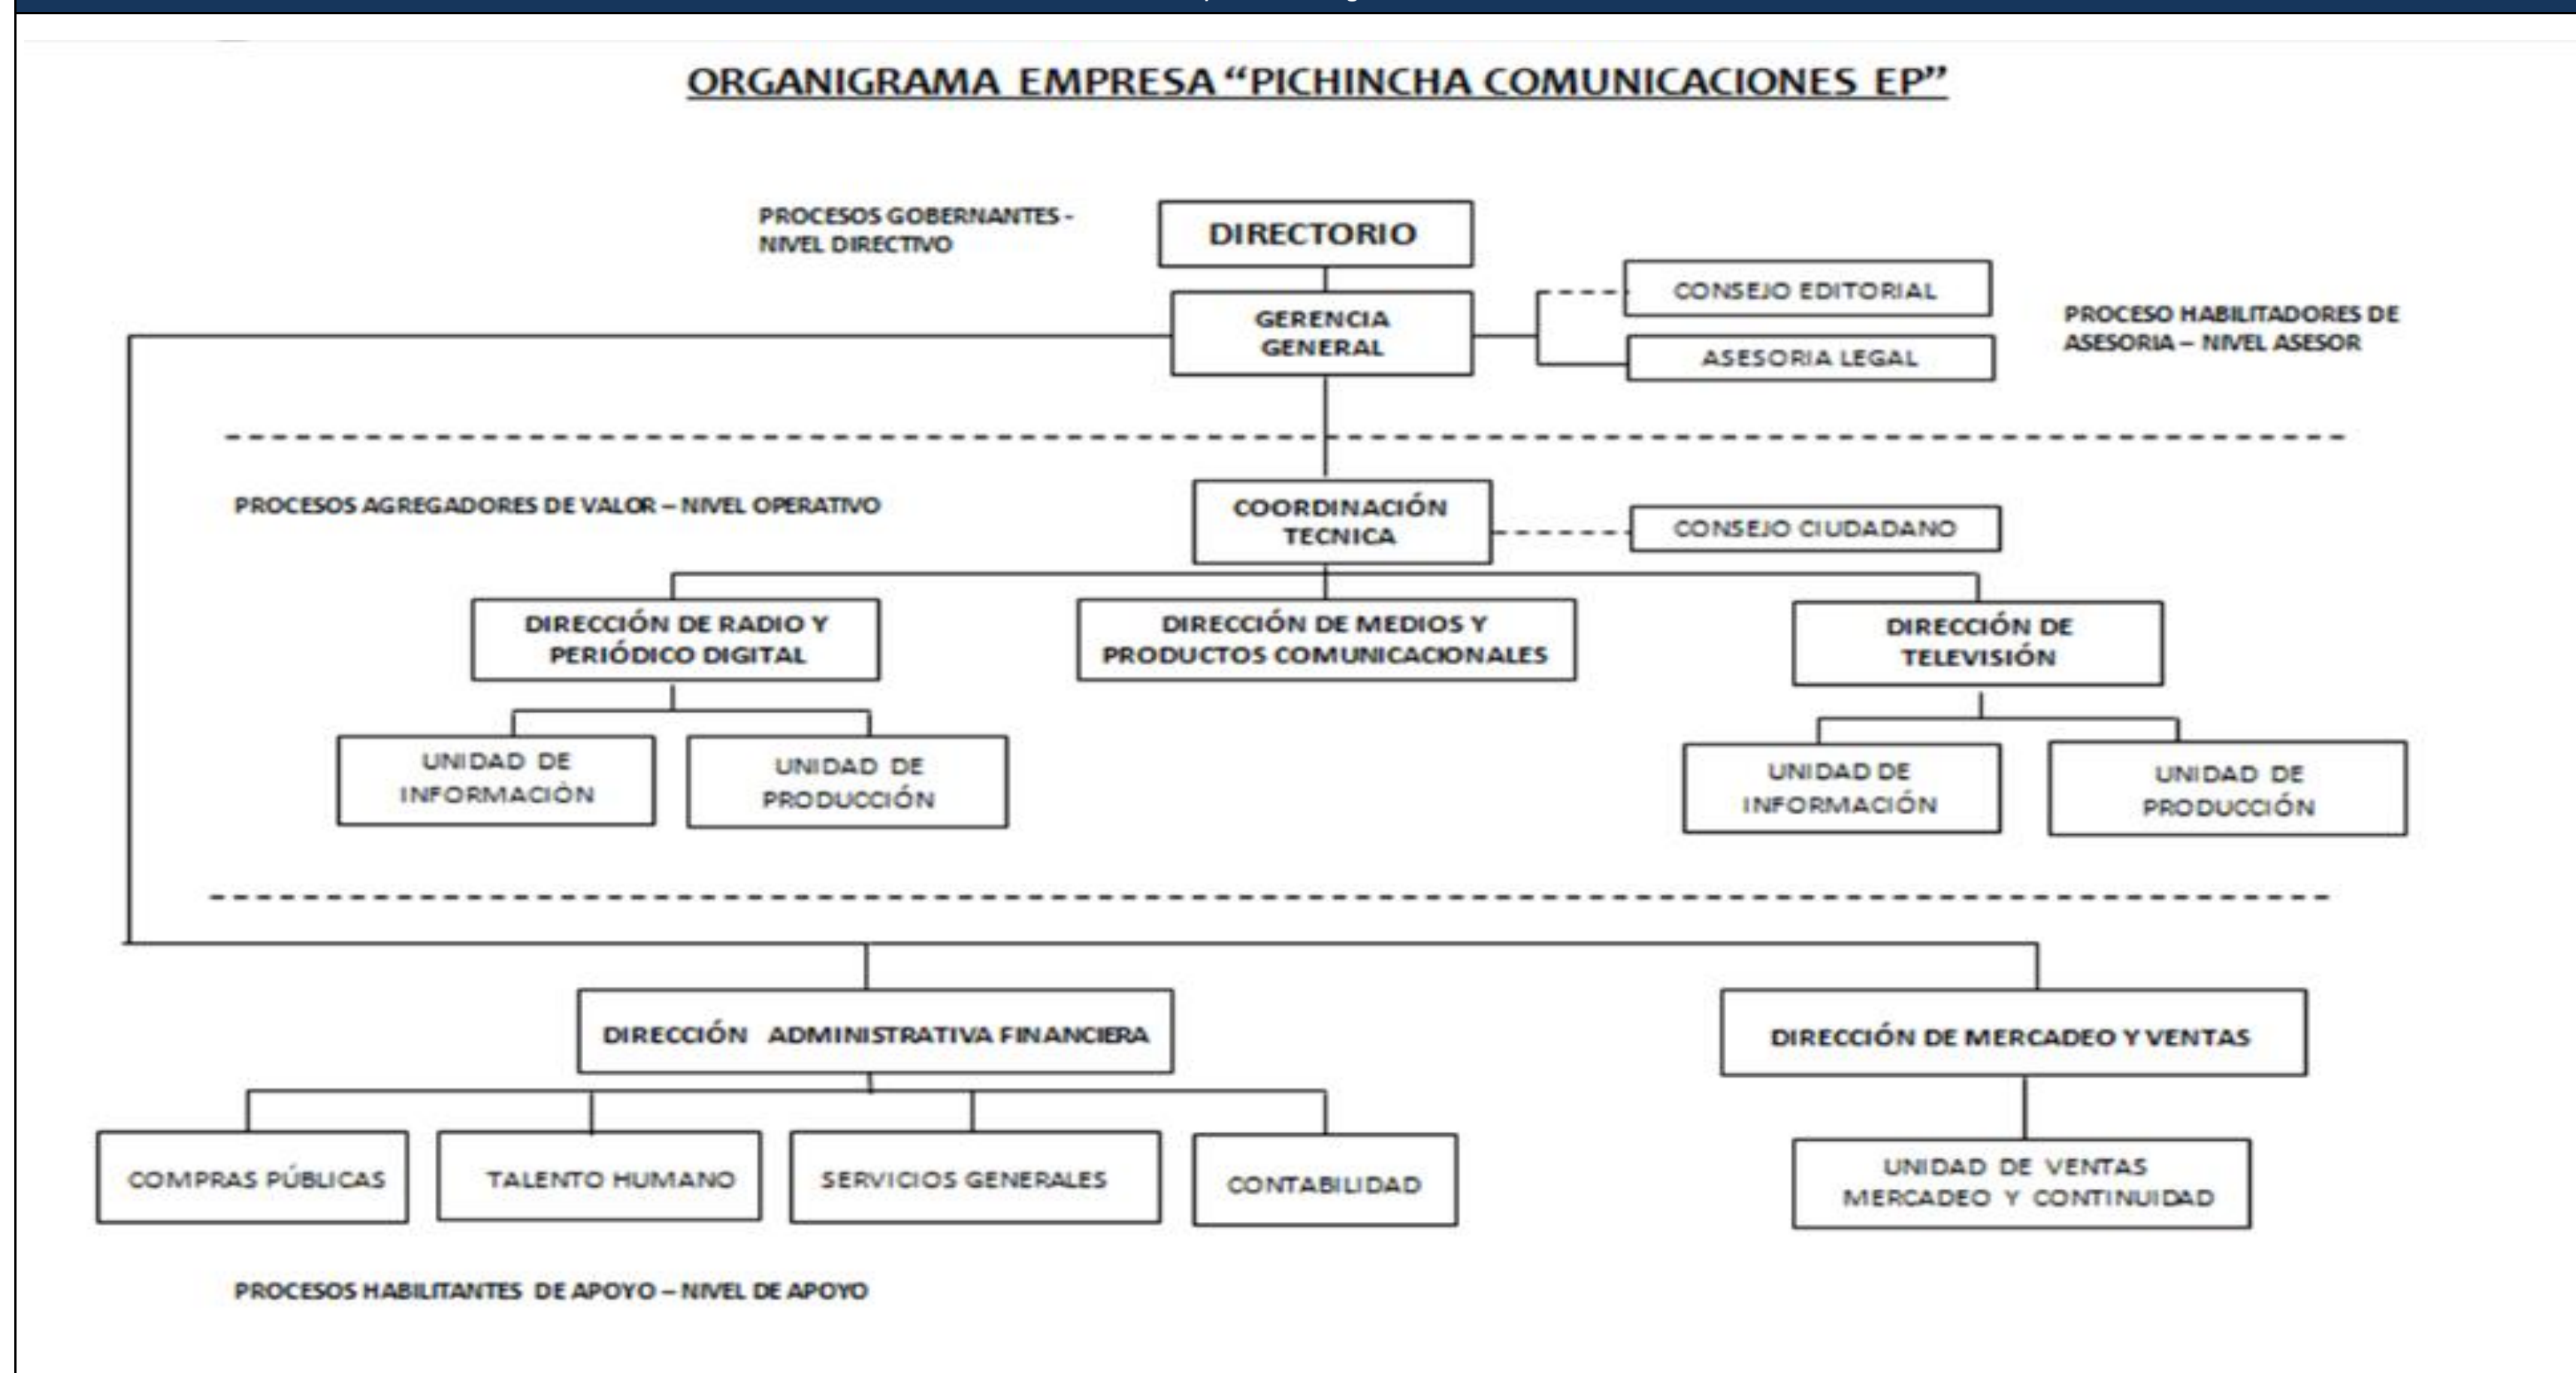 ORGANIGRAMA EMPRESA “PICHINCHA COMUNICACIONES EP”
PROCESOS GOBERNANTES -
NIVEL DIRECTIVO
DIRECTORIO
GERENCIA
GENERAL
CONSEJO EDITORIAL
ASESORIA LEGAL
PROCESO HABILITADORES DE
ASESORIA – NIVEL ASESOR
PROCESOS AGREGADORES DE VALOR – NIVEL OPERATIVO
COORDINACIÓN
TECNICA
CONSEJO CIUDADANO
DIRECCIÓN DE RADIO Y
PERIÓDICO DIGITAL
DIRECCIÓN DE MEDIOS Y
PRODUCTOS COMUNICACIONALES
DIRECCIÓN DE
TELEVISIÓN
UNIDAD DE
INFORMACIÒN
UNIDAD DE
PRODUCCIÓN
UNIDAD DE
INFORMACIÓN
UNIDAD DE
PRODUCCIÓN
DIRECCIÓN ADMINISTRATIVA FINANCIERA
DIRECCIÓN DE MERCADEO Y VENTAS
COMPRAS PÚBLICAS
TALENTO HUMANO
SERVICIOS GENERALES
CONTABILIDAD
UNIDAD DE VENTAS
MERCADEO Y CONTINUIDAD
PROCESOS HABILITANTES DE APOYO – NIVEL DE APOYO